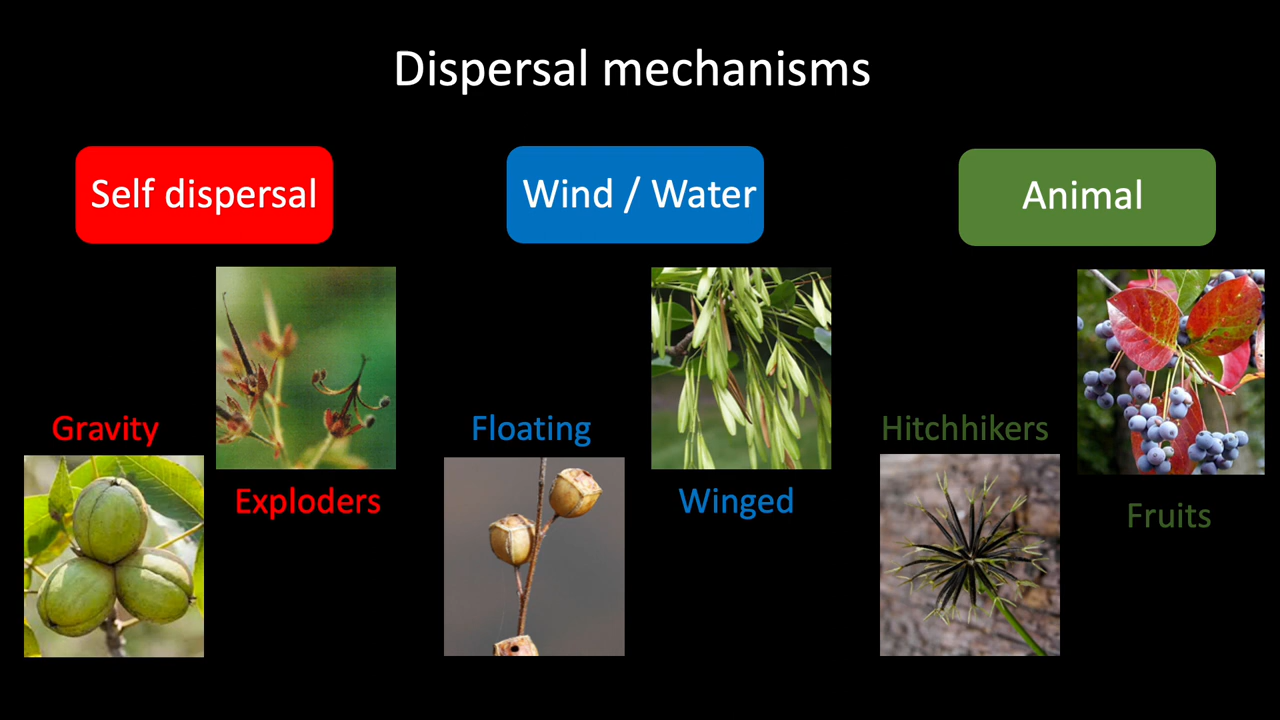 Dispersal mechanisms
Self dispersal
Wind / Water
Animal
Gravity
Exploders
Floating
Winged
Hitchhikers
Fruits